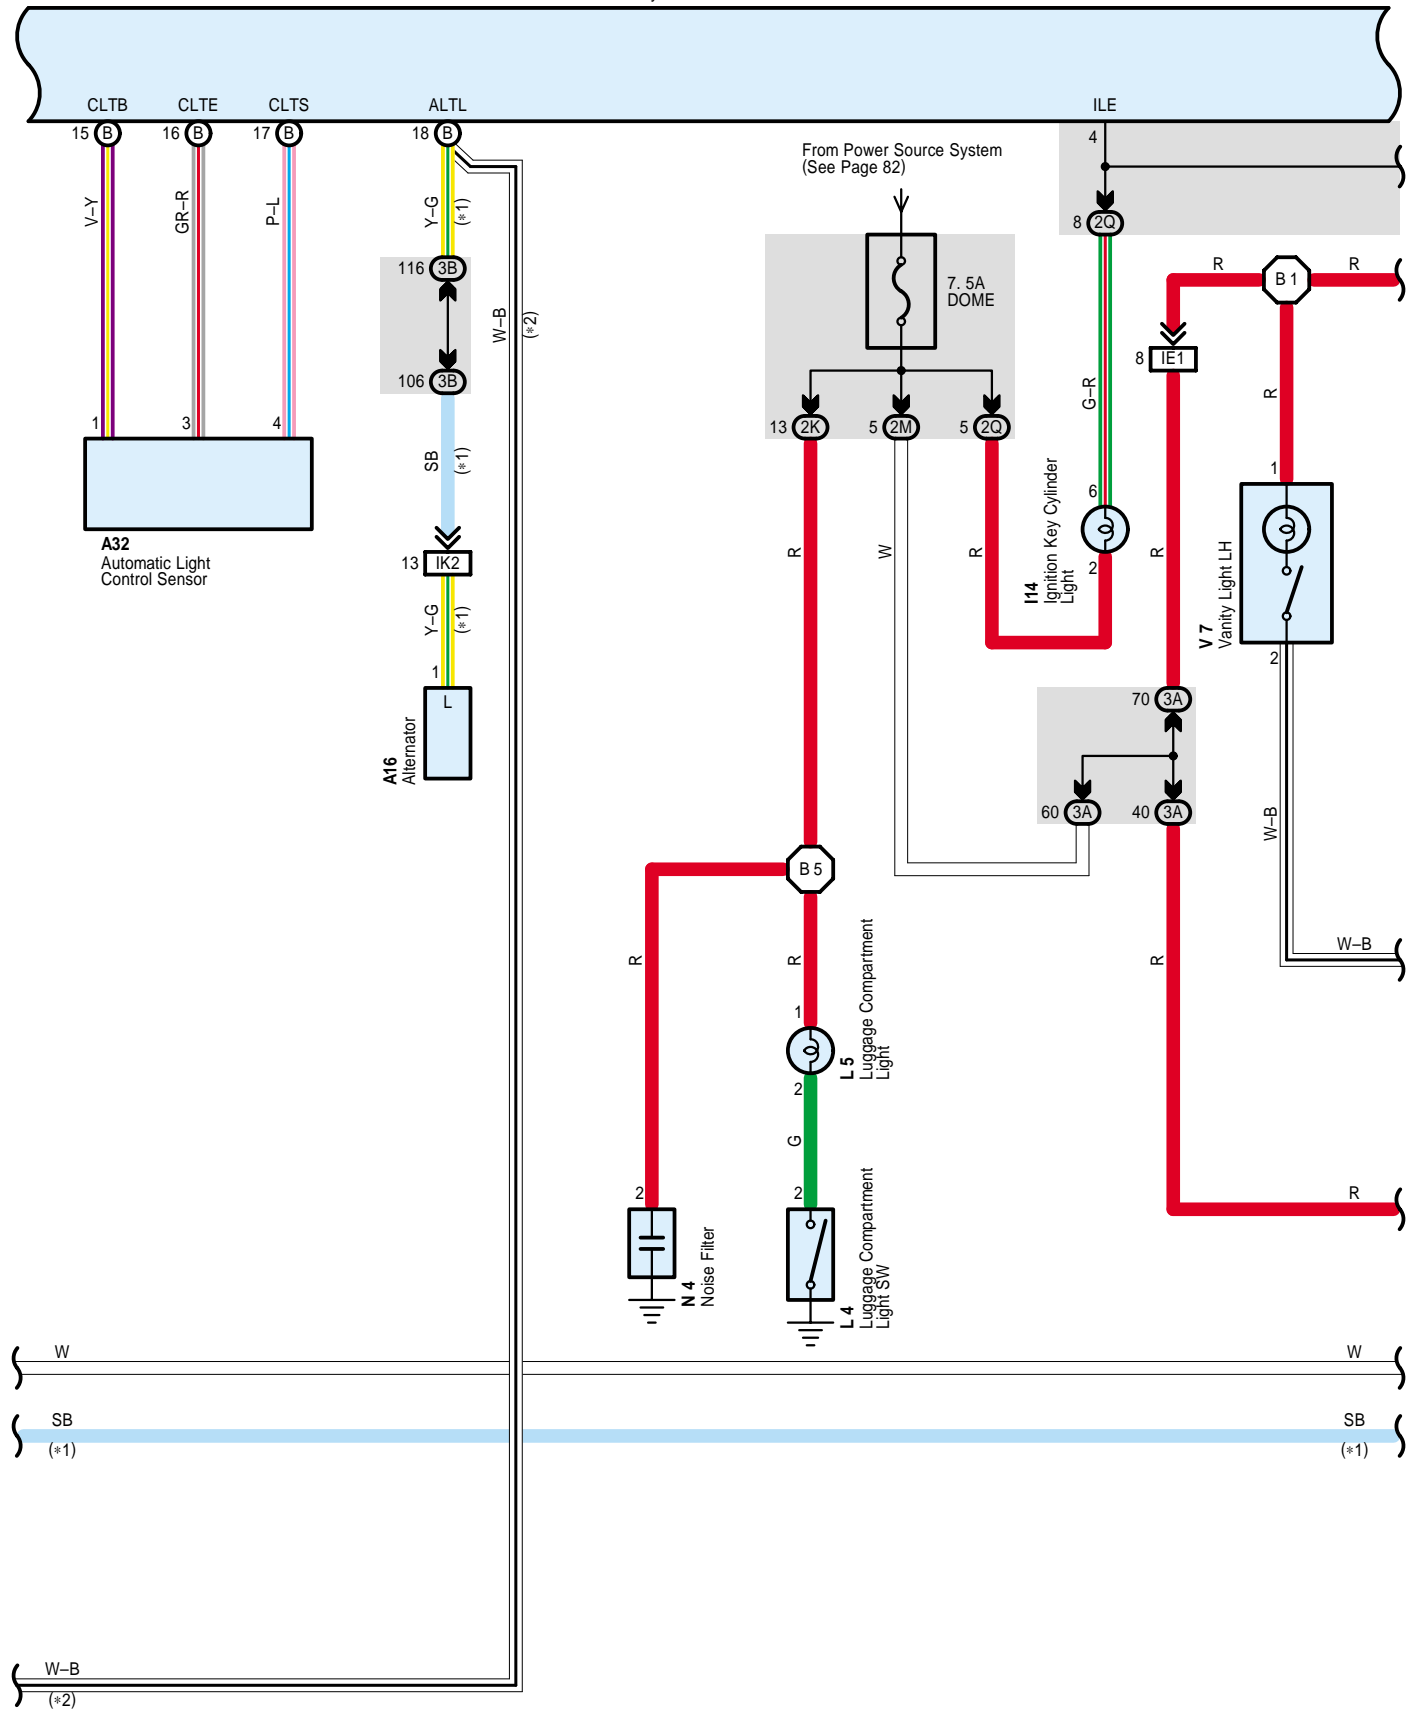 CLTB CLTE CLTS ALTL ILE
15 B 16 B 17 B 18 B 4
From Power Source System
(See Page 82)
V–Y GR–R P–L Y–G (∗1)
8 2Q
116 3B
R B 1 R
7. 5A
DOME
W–B (∗2)
8 IE1
106 3B
G–R R
1 3 4
13 2K 5 2M 5 2Q
SB (∗1)
1
6
A32
Automatic Light
Control Sensor
13 IK2
R W R
2
I14
Ignition Key Cylinder
Light
R
V 7
Vanity Light LH
Y–G (∗1)
2
1
L
A16
Alternator
70 3A
60 3A 40 3A
W–B
B 5
R R R
W–B
1
L 5
Luggage Compartment
Light
2
G
2 2
R
N 4
Noise Filter
L 4
Luggage Compartment
Light SW
W W
SB SB
(∗1) (∗1)
W–B
(∗2)